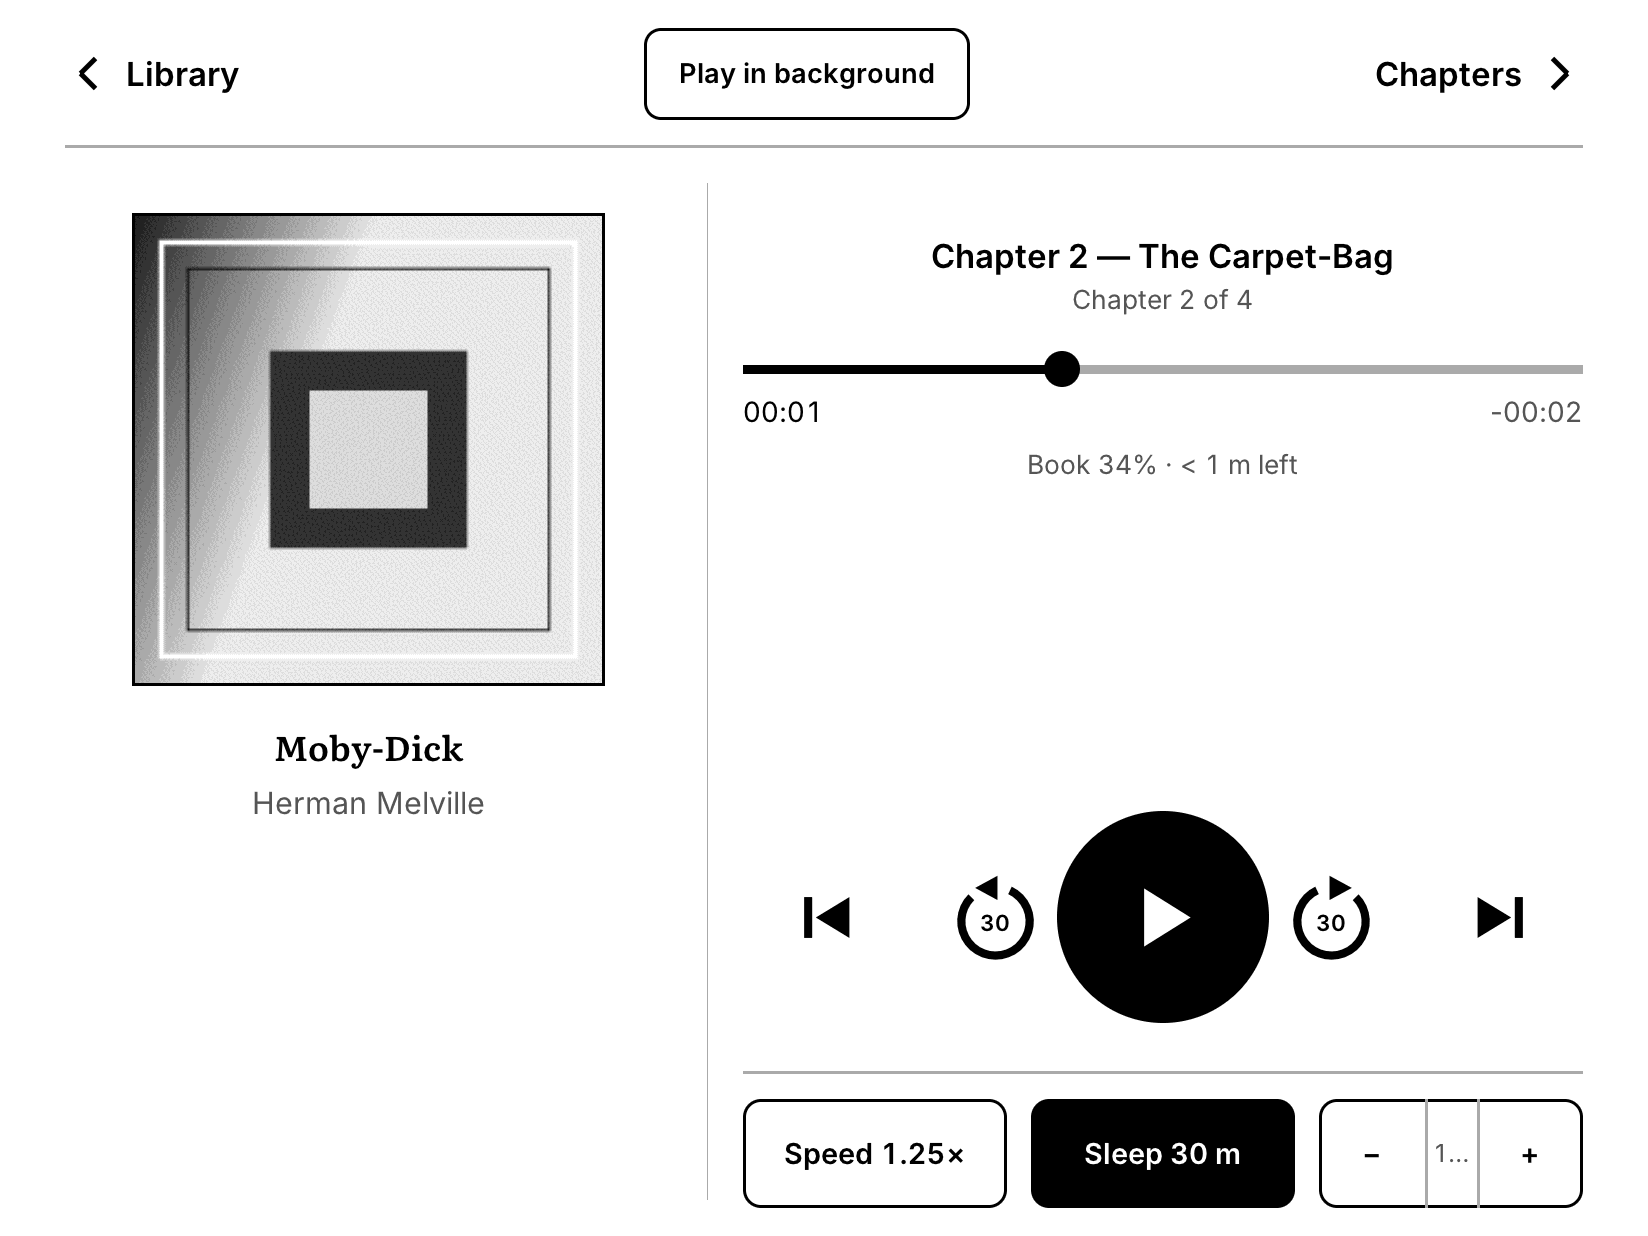 Library
Play in background
Chapters
Chapter 2 — The Carpet-Bag
Chapter 2 of 4
00:01
-00:02
Book 34% · < 1 m left
Moby-Dick
Herman Melville
30
30
Speed 1.25×
Sleep 30 m
−
1...
+